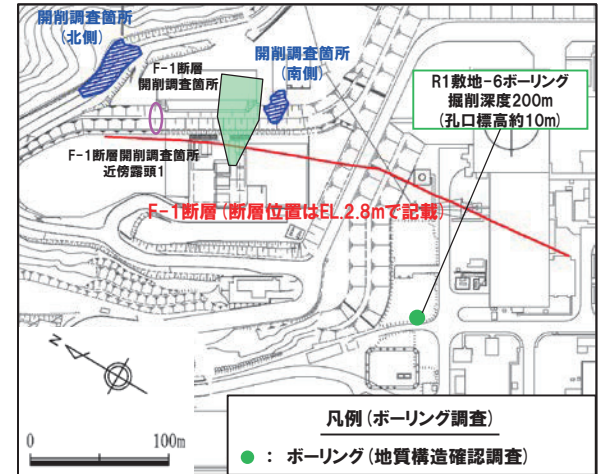 開削調査箇所
(北側)
F-1断層
開削調査箇所
開削調査箇所
(南側)
R1敷地-6ボーリング
掘削深度200m
(孔口標高約10m)
F-1断層開削調査箇所
近傍露頭1
F-1断層(断層位置はEL.2.8mで記載)
N
0 100m
凡例(ボーリング調査)
● : ボーリング(地質構造確認調査)